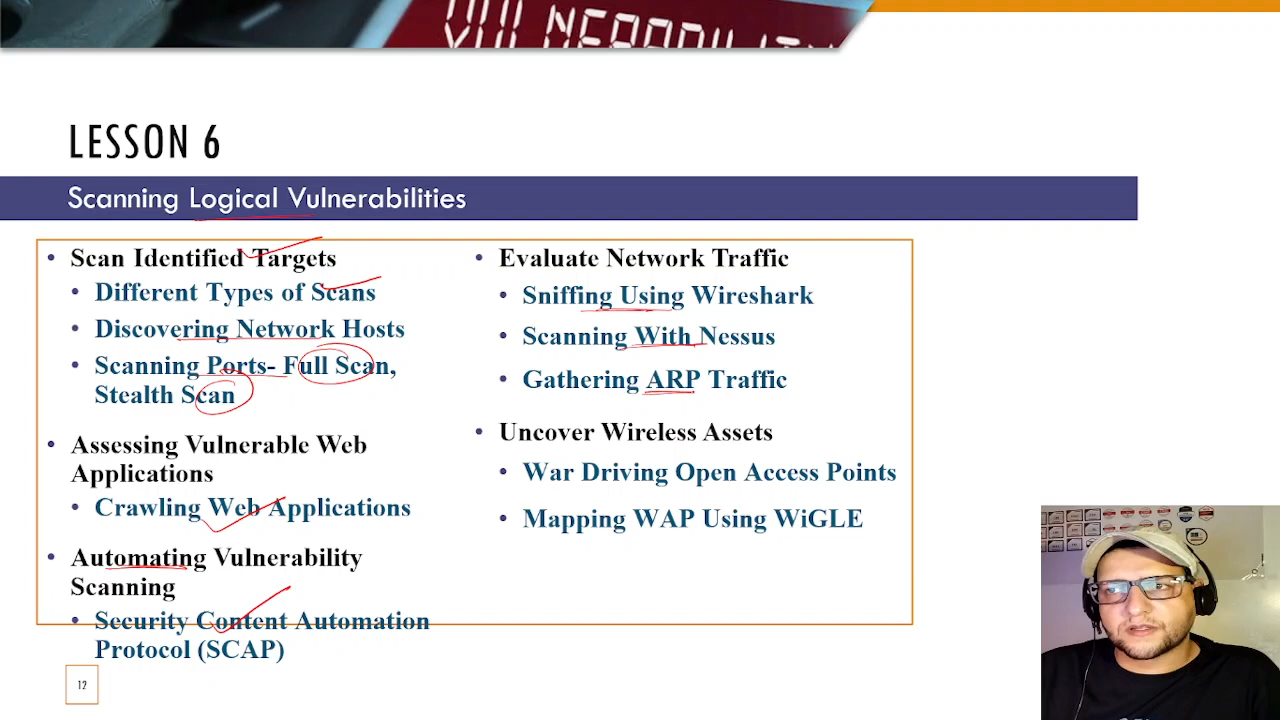 VULNERABILITY
LESSON 6
Scanning Logical Vulnerabilities
• Scan Identified Targets
• Different Types of Scans
• Discovering Network Hosts
• Scanning Ports- Full Scan,
Stealth Scan
• Assessing Vulnerable Web
Applications
• Crawling Web Applications
• Automating Vulnerability
Scanning
• Security Content Automation
Protocol (SCAP)
• Evaluate Network Traffic
• Sniffing Using Wireshark
• Scanning With Nessus
• Gathering ARP Traffic
• Uncover Wireless Assets
• War Driving Open Access Points
• Mapping WAP Using WiGLE
12